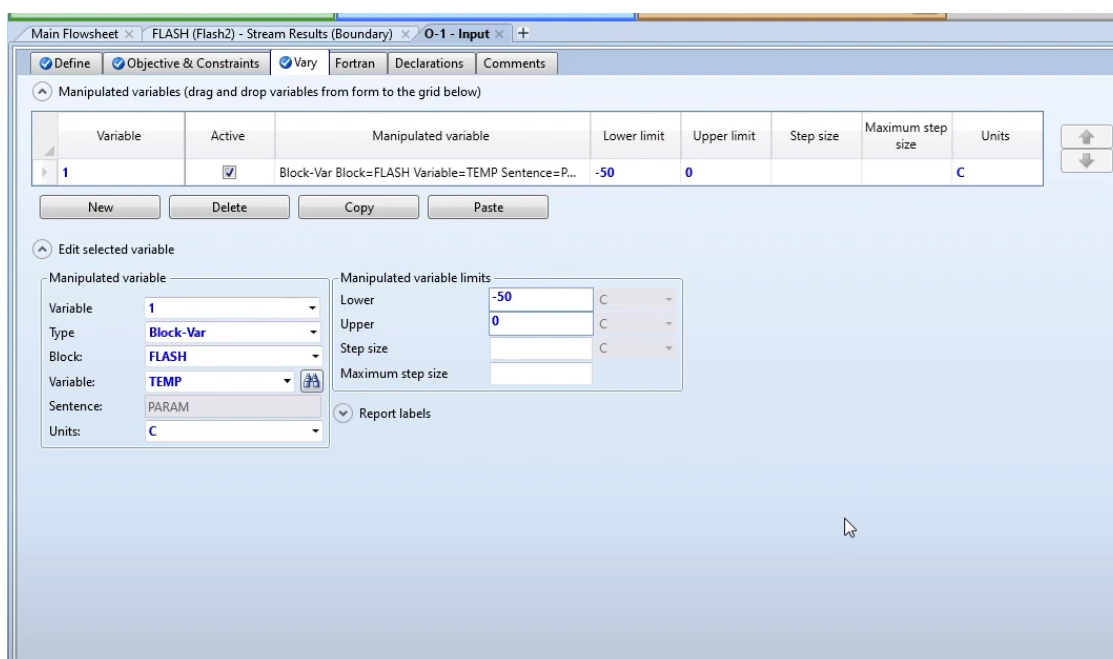 Main Flowsheet × FLASH (Flash2) - Stream Results (Boundary) × O-1 - Input × +
Define Objective & Constraints Vary Fortran Declarations Comments
Manipulated variables (drag and drop variables from form to the grid below)
Variable Active Manipulated variable Lower limit Upper limit Step size Maximum step size Units
1 Block-Var Block=FLASH Variable=TEMP Sentence=P... -50 0 C
New Delete Copy Paste
Edit selected variable
Manipulated variable
Variable 1
Type Block-Var
Block: FLASH
Variable: TEMP
Sentence: PARAM
Units: C
Manipulated variable limits
Lower -50 C
Upper 0 C
Step size C
Maximum step size
Report labels